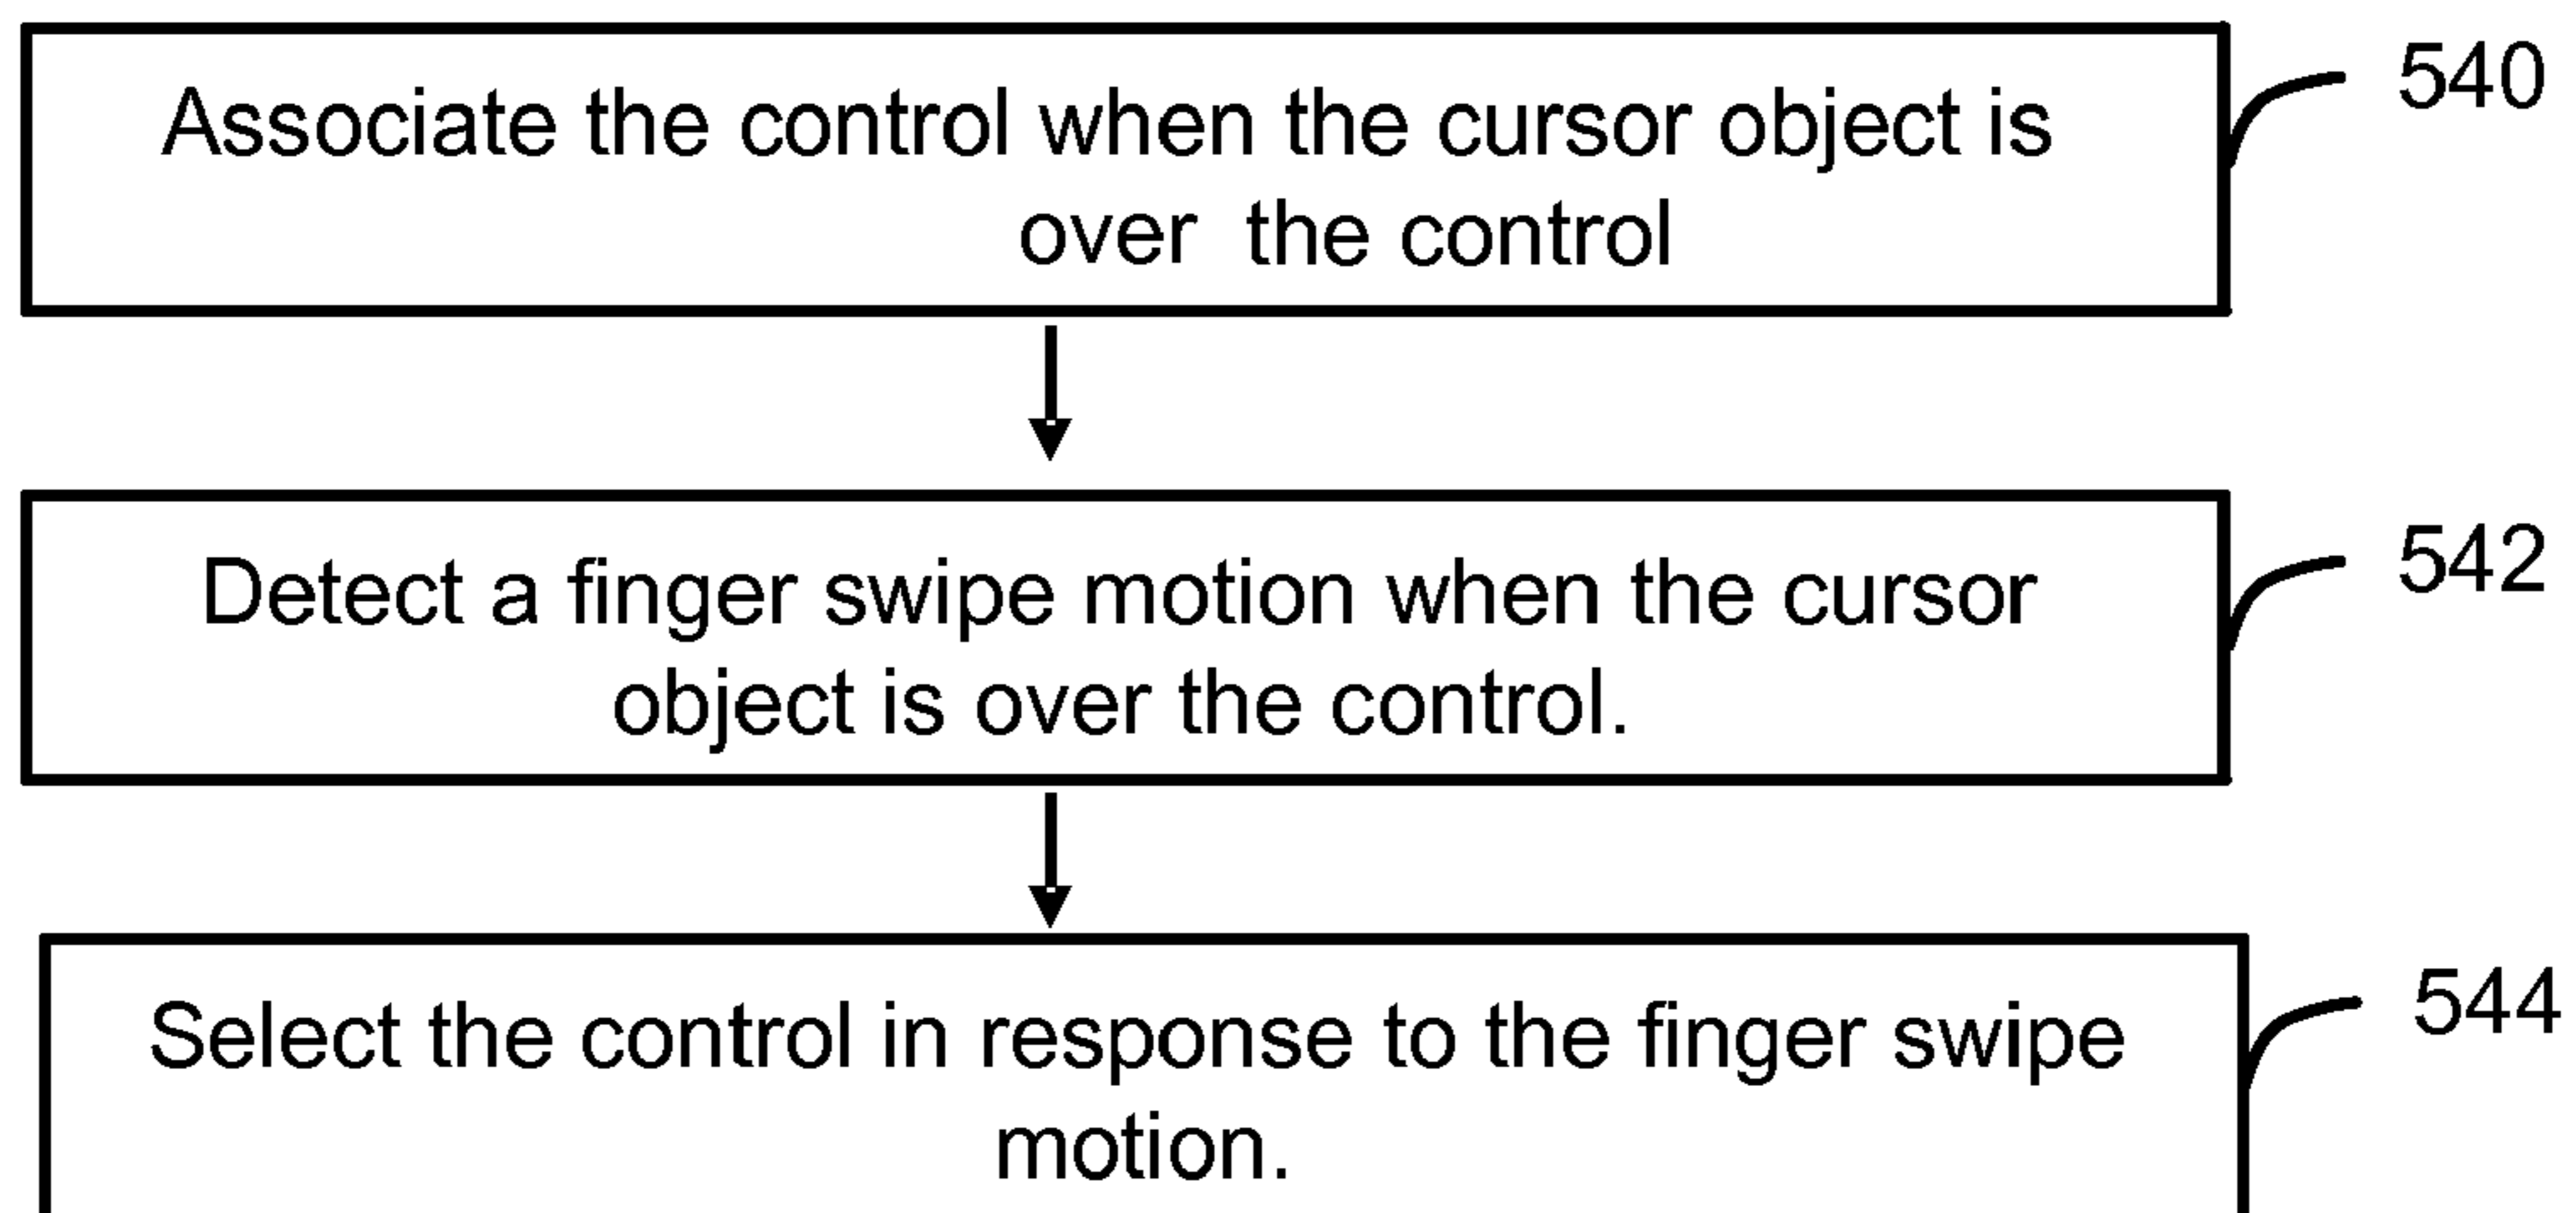 Associate the control when the cursor object is
over the control
540
Detect a finger swipe motion when the cursor
object is over the control.
542
Select the control in response to the finger swipe
motion.
544